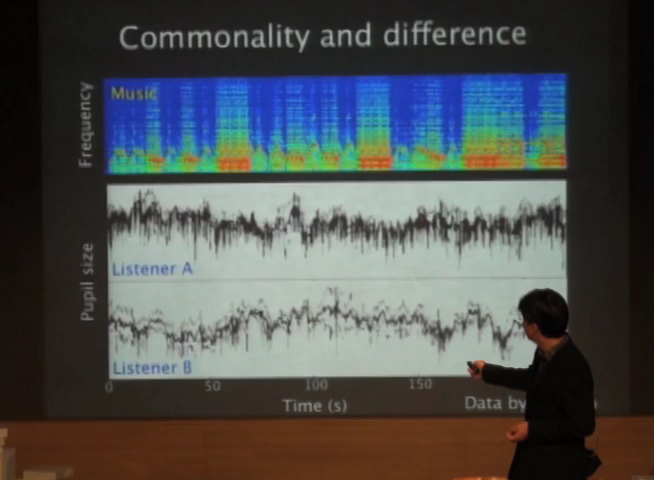 Commonality and difference
Frequency
Music
Pupil size
Listener A
Listener B
0 50 100 150
Time (s)
Data by